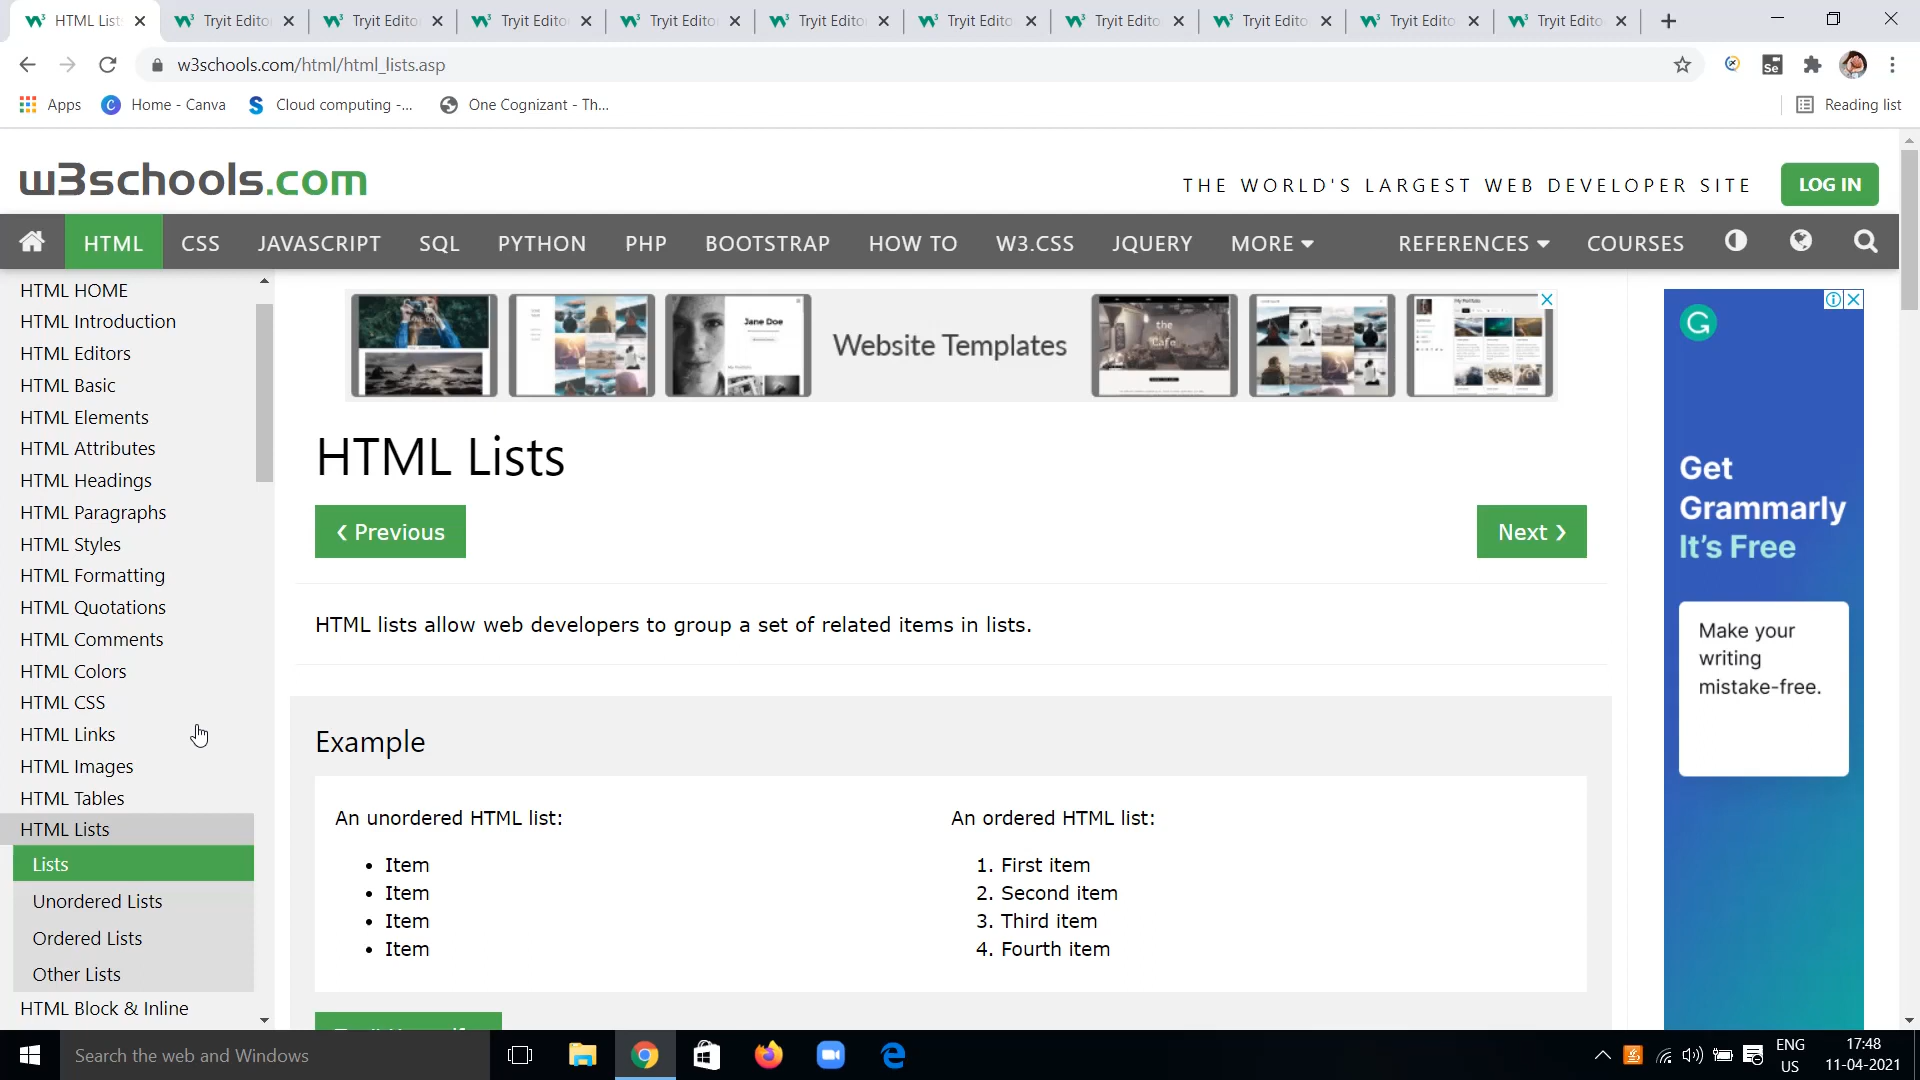 HTML Lis
Tryit Edito
Tryit Edito
Tryit Edito
Tryit Edito
Tryit Edito
Tryit Edito
Tryit Edito
Tryit Edito
Tryit Edito
Tryit Edito
w3schools.com/html/html_lists.asp
Se
Apps
Home - Canva
Cloud computing -...
One Cognizant - Th...
Reading list
w3schools.com
THE WORLD'S LARGEST WEB DEVELOPER SITE
LOG IN
HTML CSS JAVASCRIPT SQL PYTHON PHP BOOTSTRAP HOW TO W3.CSS JQUERY MORE REFERENCES COURSES
HTML HOME
HTML Introduction
HTML Editors
HTML Basic
HTML Elements
HTML Attributes
HTML Headings
HTML Paragraphs
HTML Styles
HTML Formatting
HTML Quotations
HTML Comments
HTML Colors
HTML CSS
HTML Links
HTML Images
HTML Tables
HTML Lists
Lists
Unordered Lists
Ordered Lists
Other Lists
HTML Block & Inline
Jane Doe
Website Templates
the Cafe
HTML Lists
❮ Previous
Next ❯
HTML lists allow web developers to group a set of related items in lists.
Example
An unordered HTML list:
• Item
• Item
• Item
• Item
An ordered HTML list:
1. First item
2. Second item
3. Third item
4. Fourth item
Get
Grammarly
It's Free
Make your
writing
mistake-free.
Search the web and Windows
ENG
US
17:48
11-04-2021